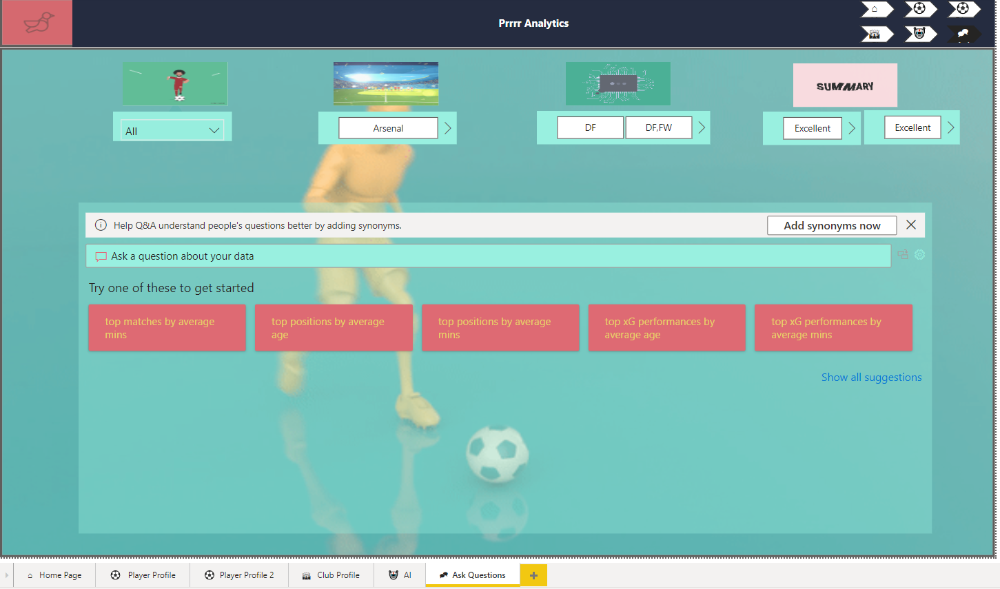 Prrrr Analytics
SUMMARY
All
Arsenal
DF
DF,FW
Excellent
Excellent
Help Q&A understand people's questions better by adding synonyms.
Add synonyms now
Ask a question about your data
Try one of these to get started
top matches by average
mins
top positions by average
age
top positions by average
mins
top xG performances by
average age
top xG performances by
average mins
Show all suggestions
Home Page
Player Profile
Player Profile 2
Club Profile
AI
Ask Questions